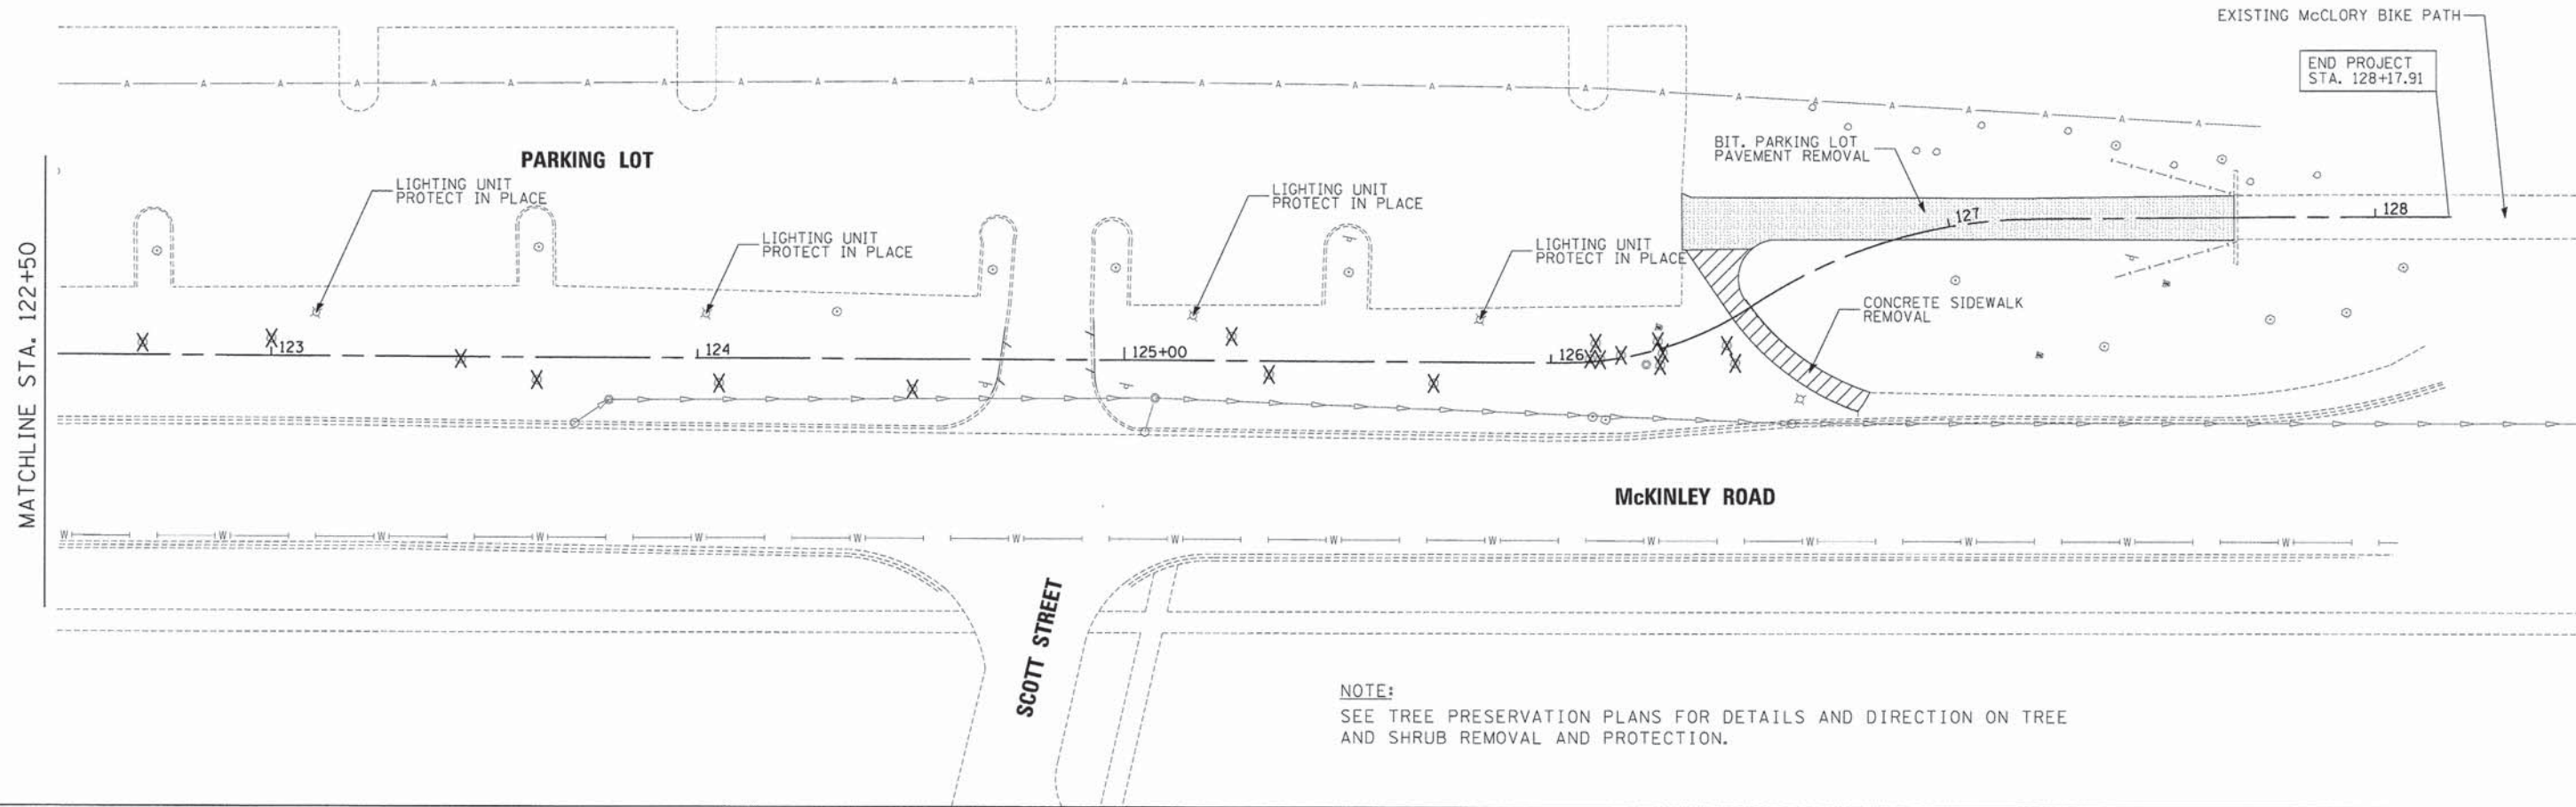 EXISTING McCLORY BIKE PATH
END PROJECT
STA. 128+17.91
BIT. PARKING LOT
PAVEMENT REMOVAL
PARKING LOT
LIGHTING UNIT
PROTECT IN PLACE
LIGHTING UNIT
PROTECT IN PLACE
LIGHTING UNIT
PROTECT IN PLACE
LIGHTING UNIT
PROTECT IN PLACE
MATCHLINE STA. 122+50
123
124
125+00
126
127
128
CONCRETE SIDEWALK
REMOVAL
McKINLEY ROAD
SCOTT STREET
NOTE:
SEE TREE PRESERVATION PLANS FOR DETAILS AND DIRECTION ON TREE
AND SHRUB REMOVAL AND PROTECTION.
A A A A A A A A A A A A A A A A A A A A A A A A A A A A
W W W W W W W W W W W W W W W